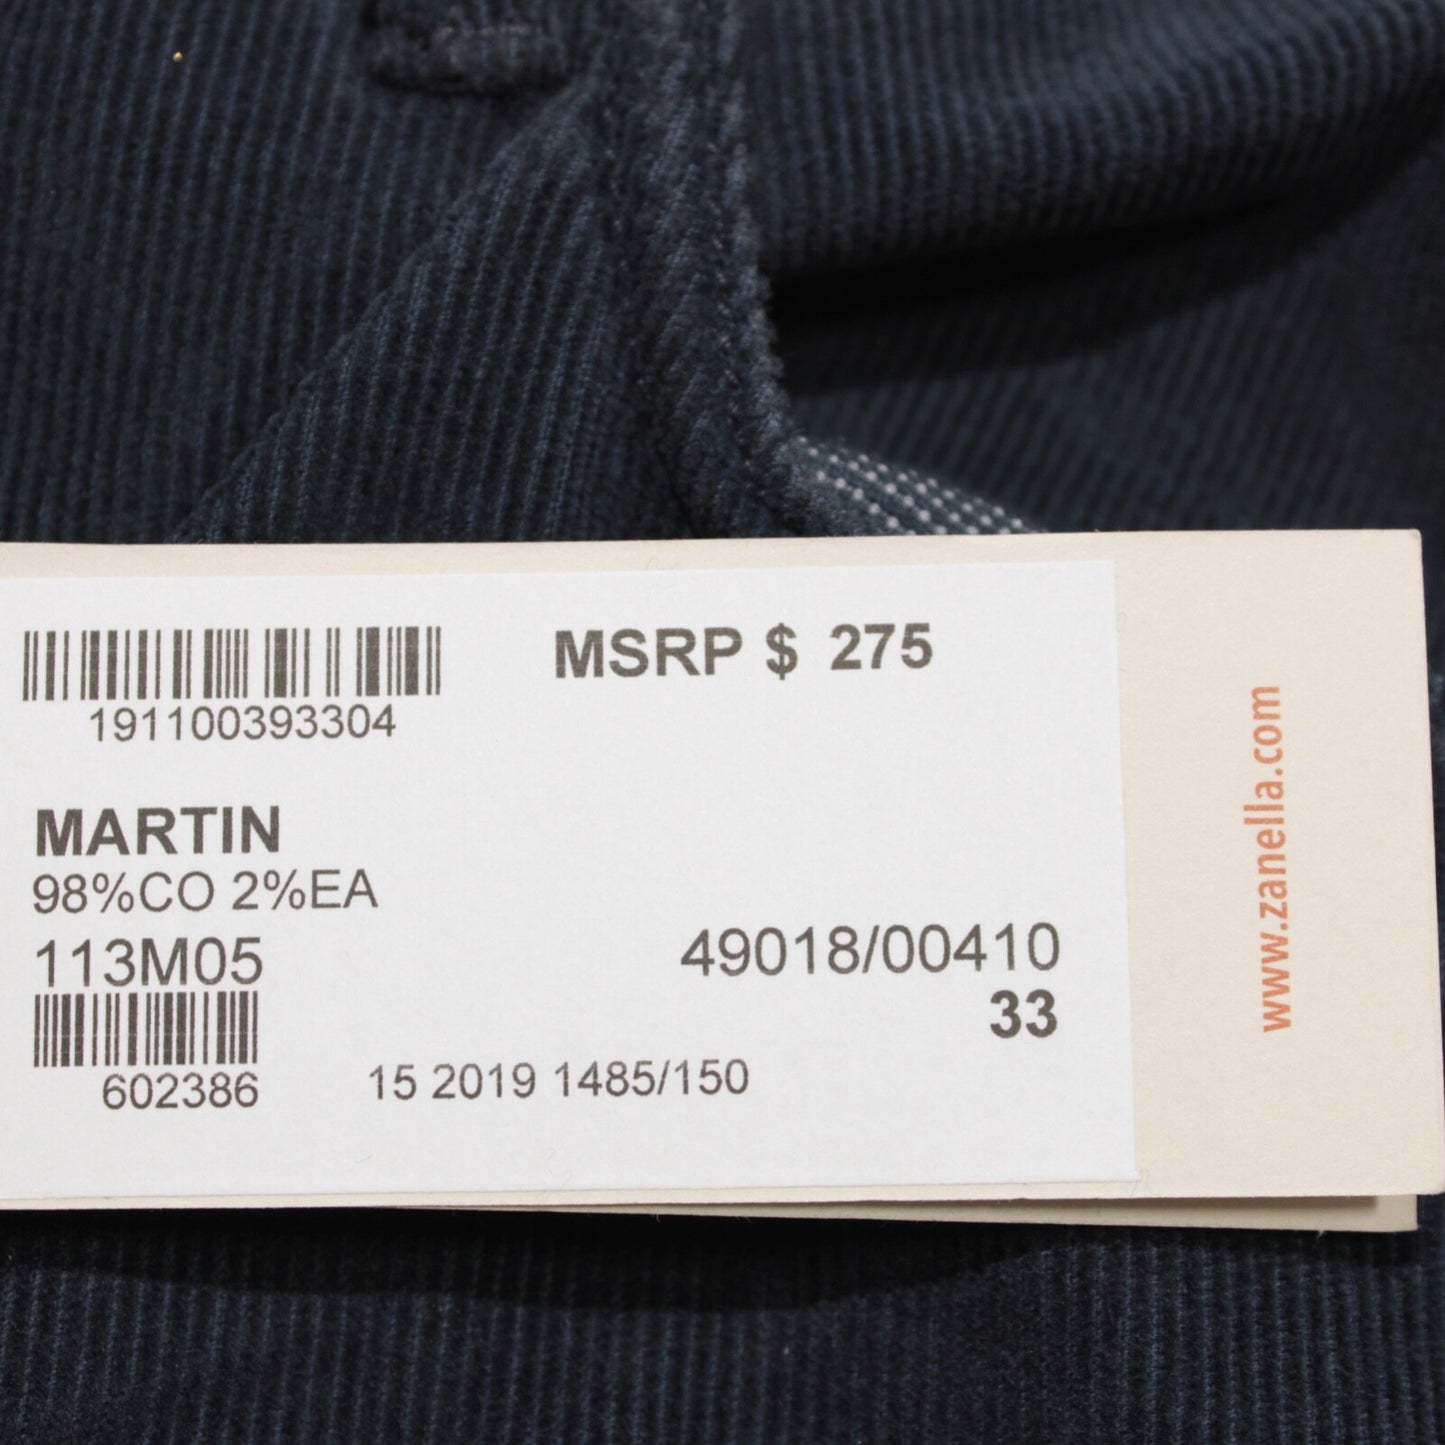 MSRP $ 275
191100393304
MARTIN
98%CO 2%EA
113M05
49018/00410
33
602386
15 2019 1485/150
www.zanella.com